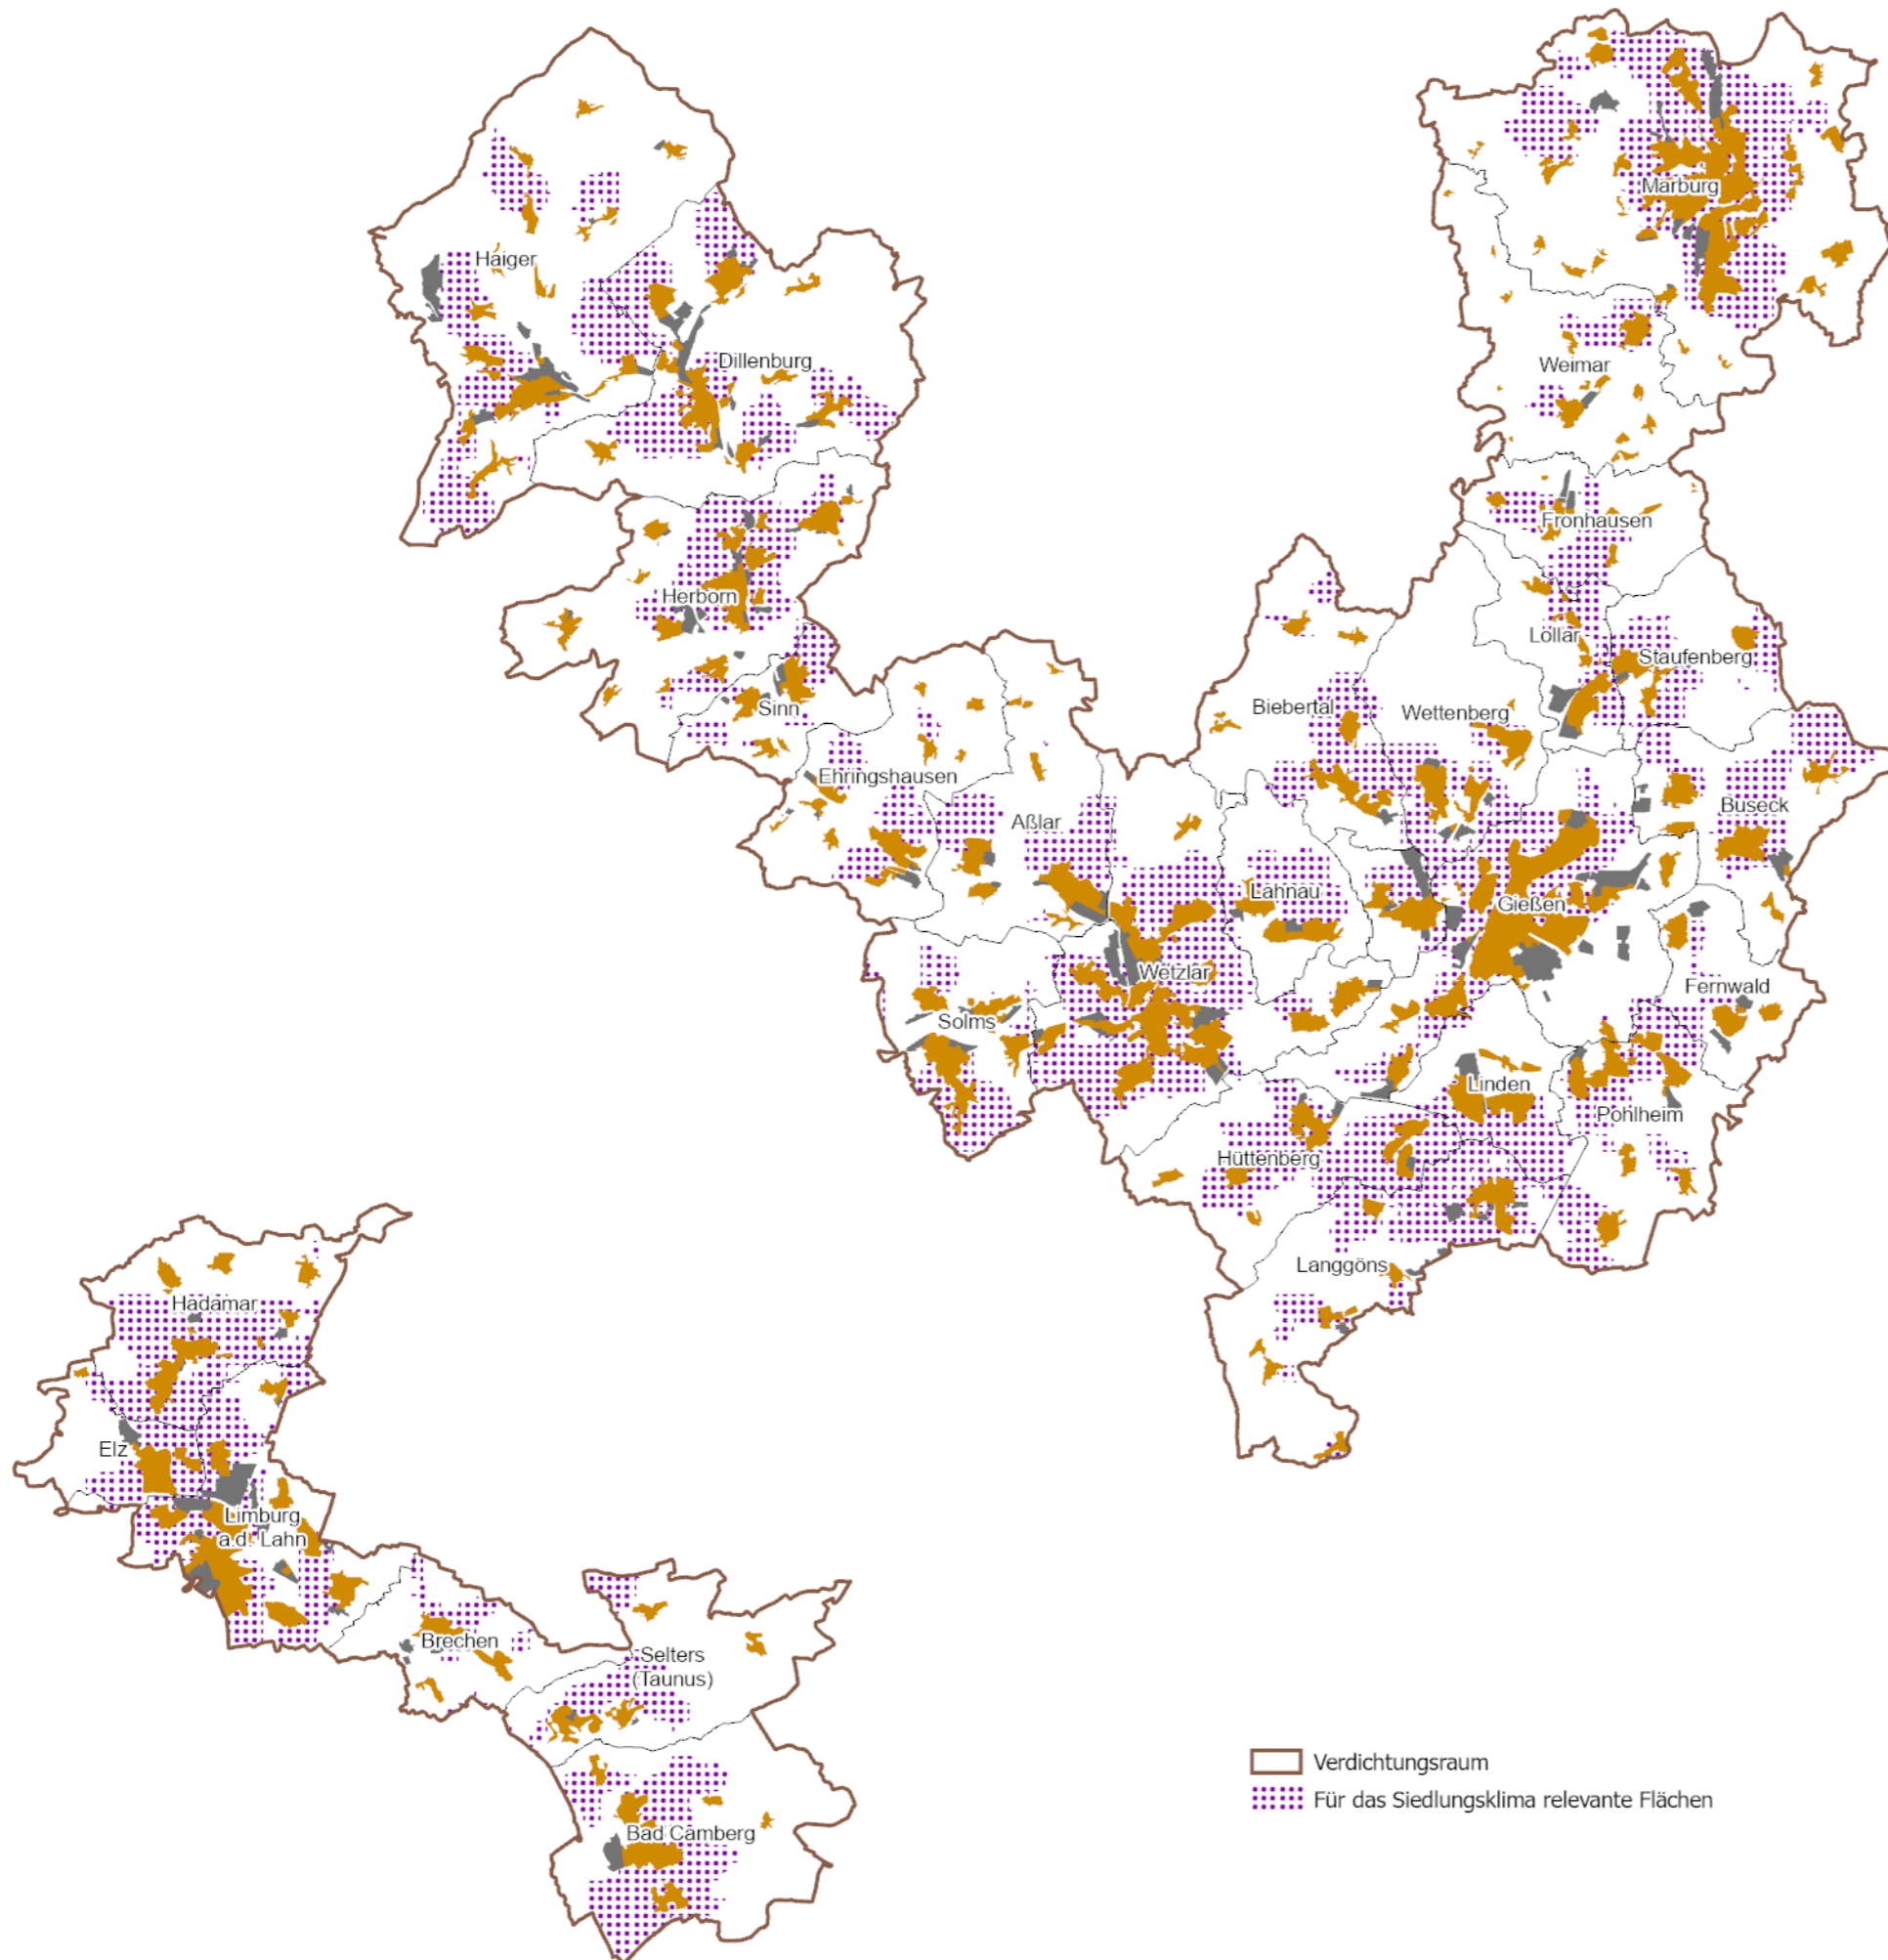 Marburg
Haiger
Dillenburg
Weimar
Fronhausen
Herborn
Lollar
Staufenberg
Sinn
Biebertal
Wettenberg
Ehringshausen
Buseck
Aßlar
Lahnau
Gießen
Wetzlar
Fernwald
Solms
Linden
Pohlheim
Hüttenberg
Langgöns
Hadamar
Elz
Limburg
a.d. Lahn
Brechen
Selters
(Taunus)
Bad Camberg
Verdichtungsraum
Für das Siedlungsklima relevante Flächen